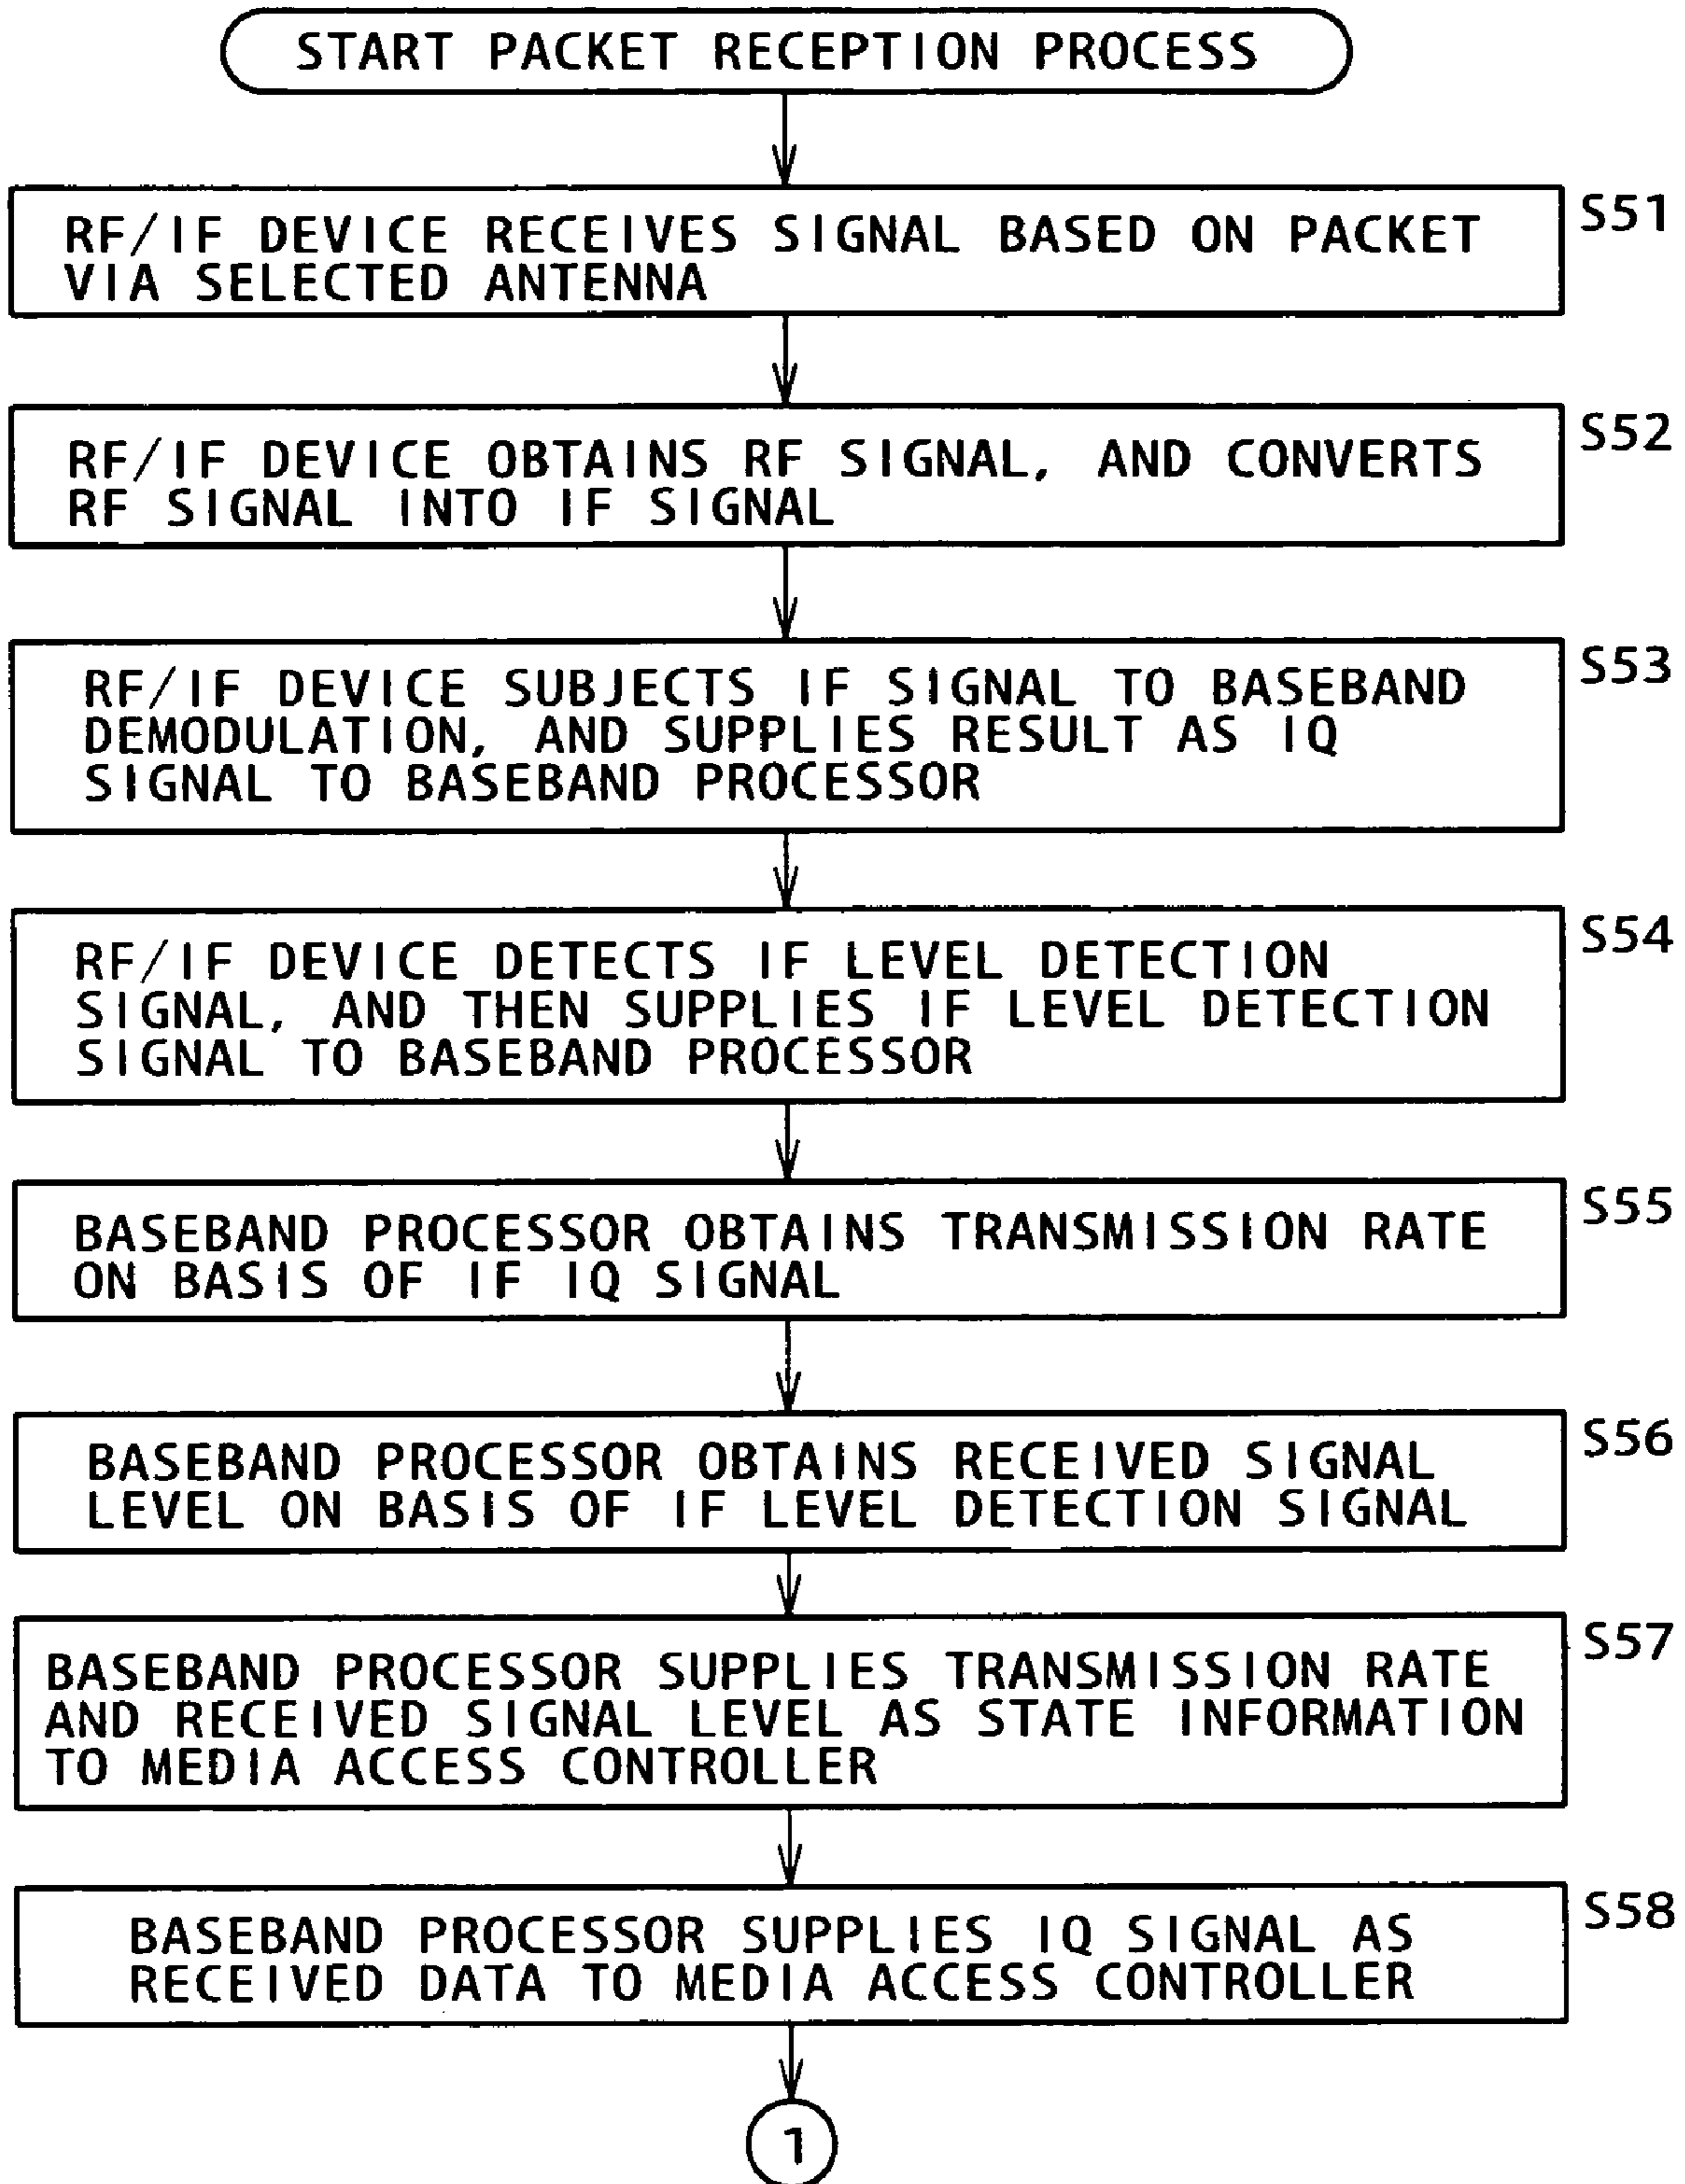 START PACKET RECEPTION PROCESS
S51
RF/IF DEVICE RECEIVES SIGNAL BASED ON PACKET
VIA SELECTED ANTENNA
S52
RF/IF DEVICE OBTAINS RF SIGNAL, AND CONVERTS
RF SIGNAL INTO IF SIGNAL
S53
RF/IF DEVICE SUBJECTS IF SIGNAL TO BASEBAND
DEMODULATION, AND SUPPLIES RESULT AS IQ
SIGNAL TO BASEBAND PROCESSOR
S54
RF/IF DEVICE DETECTS IF LEVEL DETECTION
SIGNAL, AND THEN SUPPLIES IF LEVEL DETECTION
SIGNAL TO BASEBAND PROCESSOR
S55
BASEBAND PROCESSOR OBTAINS TRANSMISSION RATE
ON BASIS OF IF IQ SIGNAL
S56
BASEBAND PROCESSOR OBTAINS RECEIVED SIGNAL
LEVEL ON BASIS OF IF LEVEL DETECTION SIGNAL
S57
BASEBAND PROCESSOR SUPPLIES TRANSMISSION RATE
AND RECEIVED SIGNAL LEVEL AS STATE INFORMATION
TO MEDIA ACCESS CONTROLLER
S58
BASEBAND PROCESSOR SUPPLIES IQ SIGNAL AS
RECEIVED DATA TO MEDIA ACCESS CONTROLLER
1